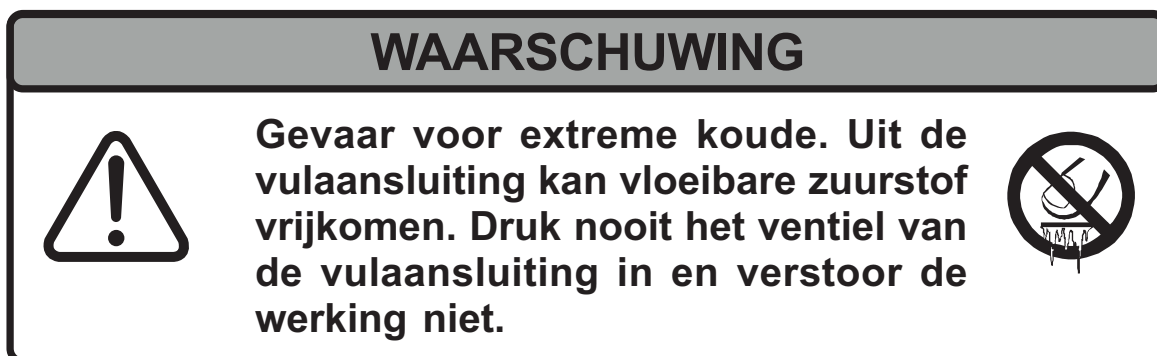 WAARSCHUWING
Gevaar voor extreme koude. Uit de
vulaansluiting kan vloeibare zuurstof
vrijkomen. Druk nooit het ventiel van
de vulaansluiting in en verstoor de
werking niet.